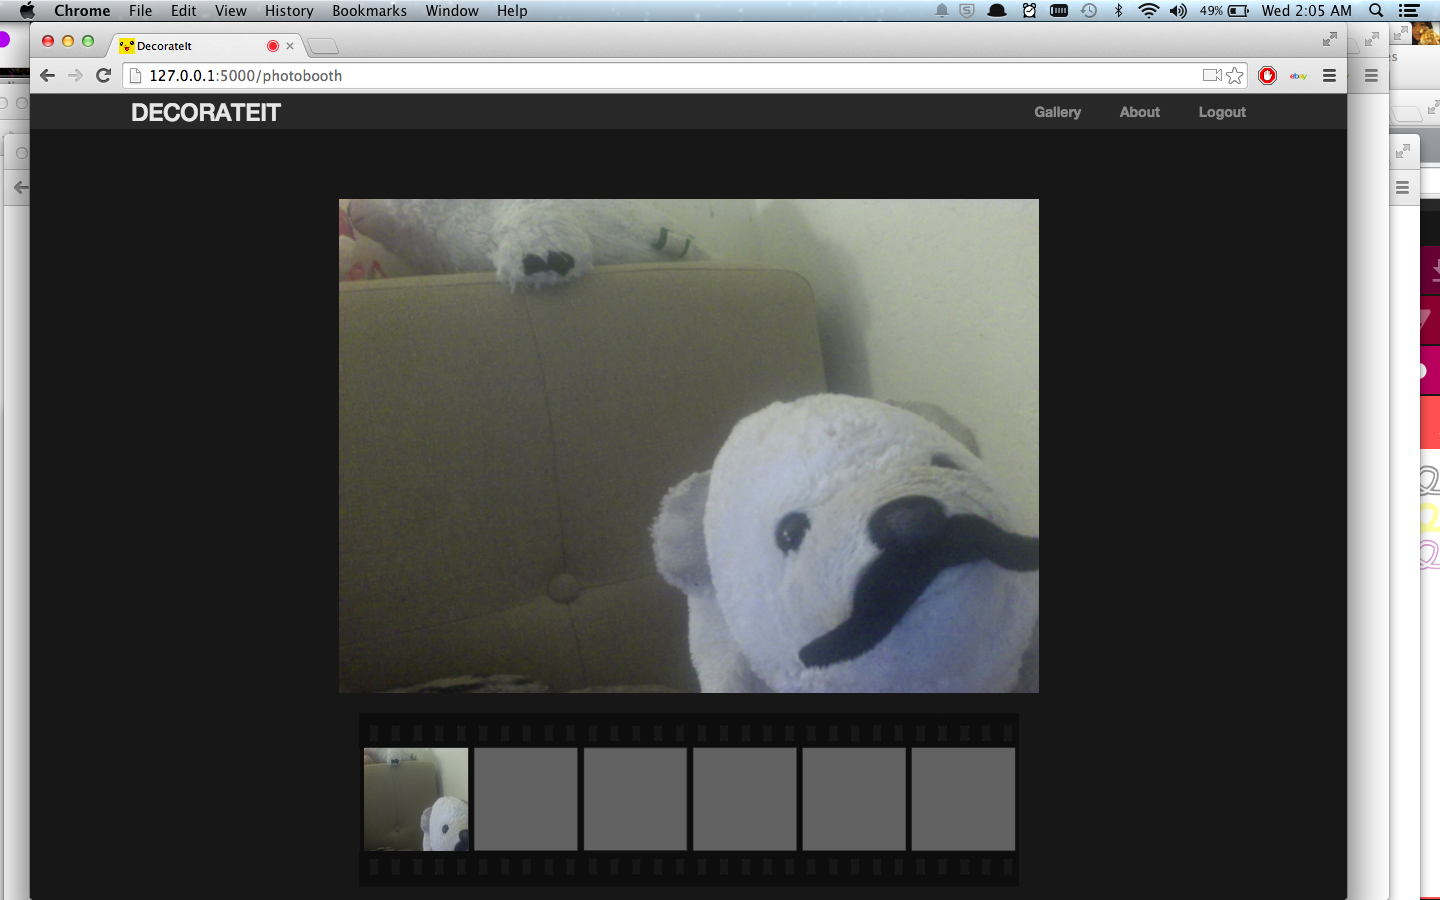 Chrome File Edit View History Bookmarks Window Help 49% Wed 2:05 AM
DecorateIt
127.0.0.1:5000/photobooth ebay
DECORATEIT Gallery About Logout